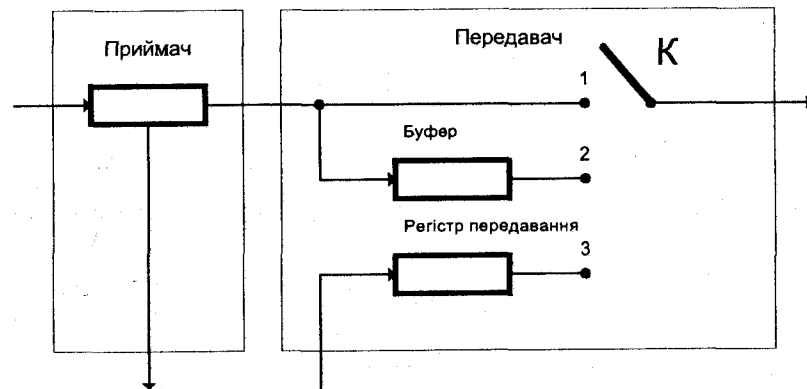 Приймач
Передавач
К
1
Буфер
2
Регістр передавання
3